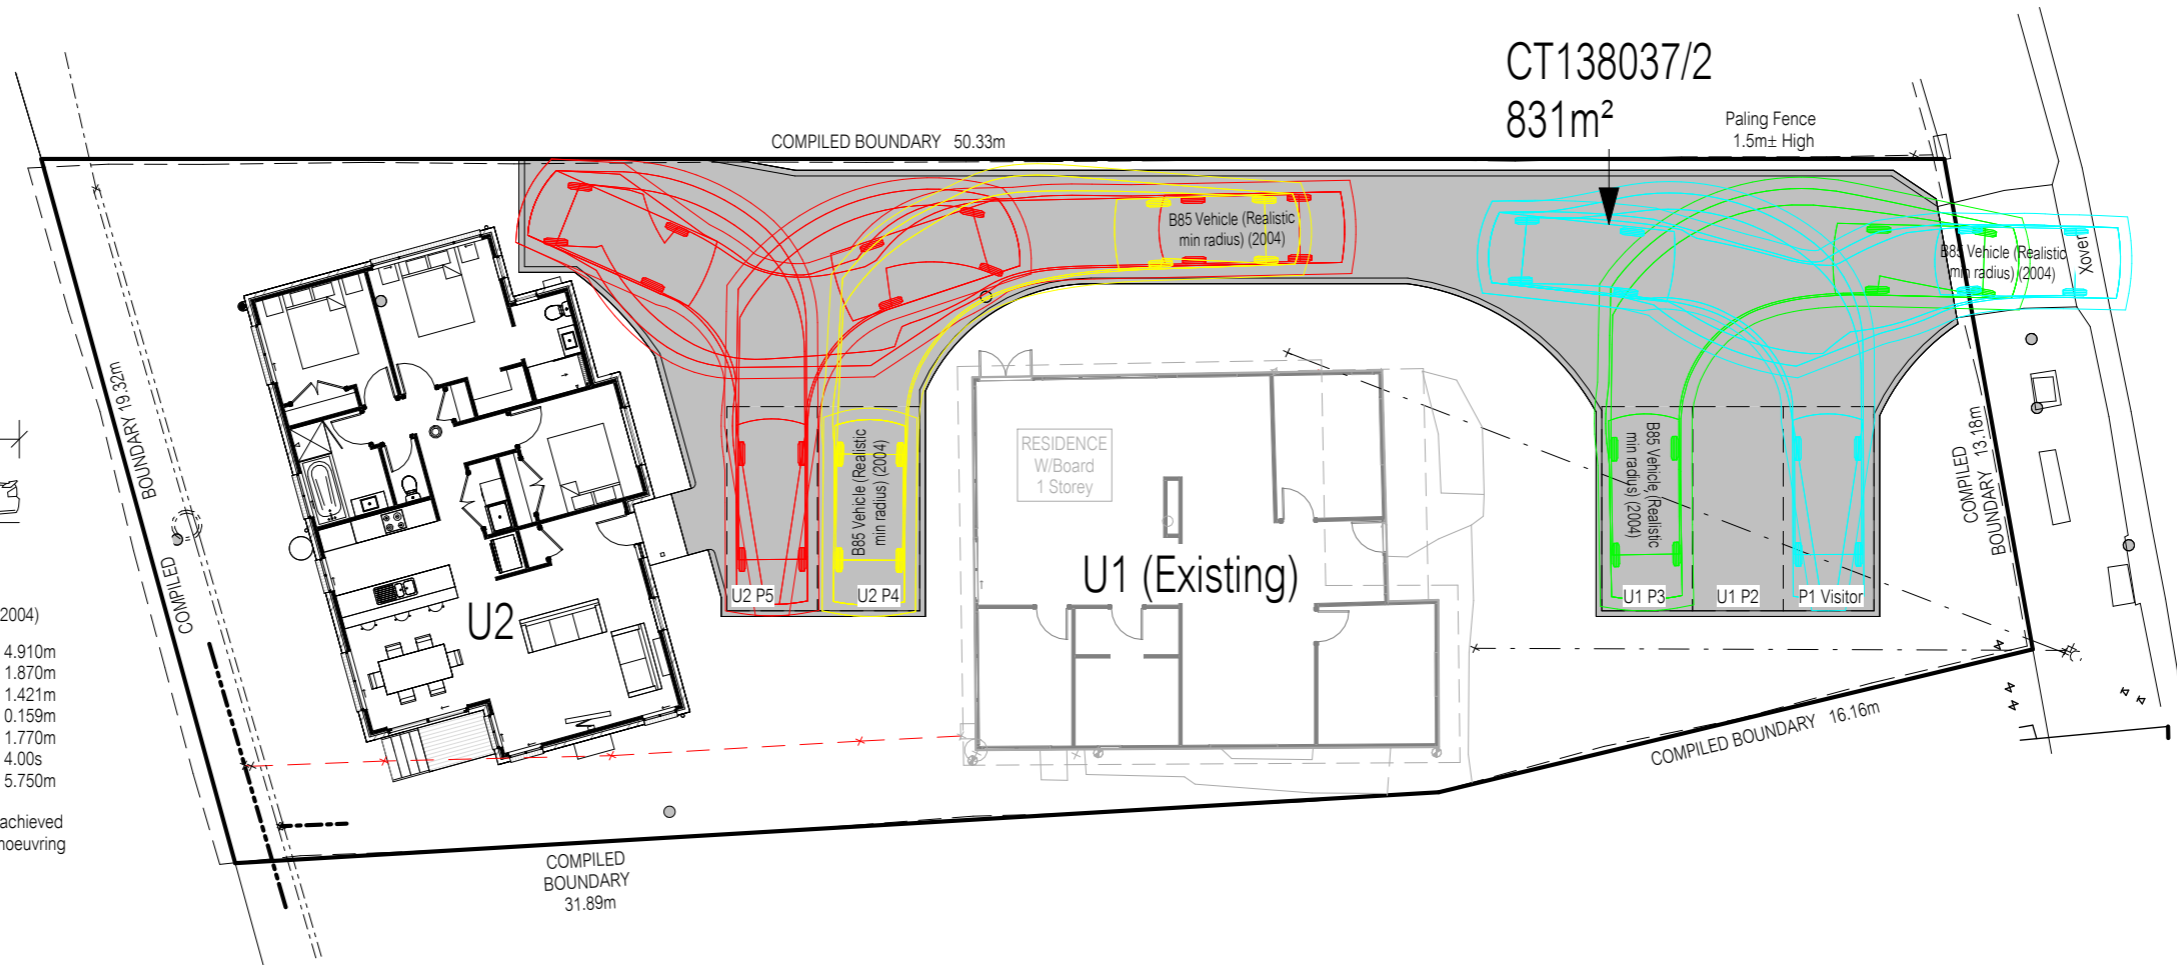 CT138037/2
831m²
Paling Fence
1.5m± High
COMPILED BOUNDARY 50.33m
B85 Vehicle (Realistic
min radius) (2004)
B85 Vehicle (Realistic
min radius) (2004)
Xover
BOUNDARY 19.32m
COMPILED
RESIDENCE
W/Board
1 Storey
B85 Vehicle (Realistic
min radius) (2004)
B85 Vehicle (Realistic
min radius) (2004)
COMPILED
BOUNDARY 13.18m
U1 (Existing)
U2 P5
U2 P4
U1 P3
U1 P2
P1 Visitor
U2
2004)
4.910m
1.870m
1.421m
0.159m
1.770m
4.00s
5.750m
achieved
noeuvring
COMPILED BOUNDARY 16.16m
COMPILED
BOUNDARY
31.89m